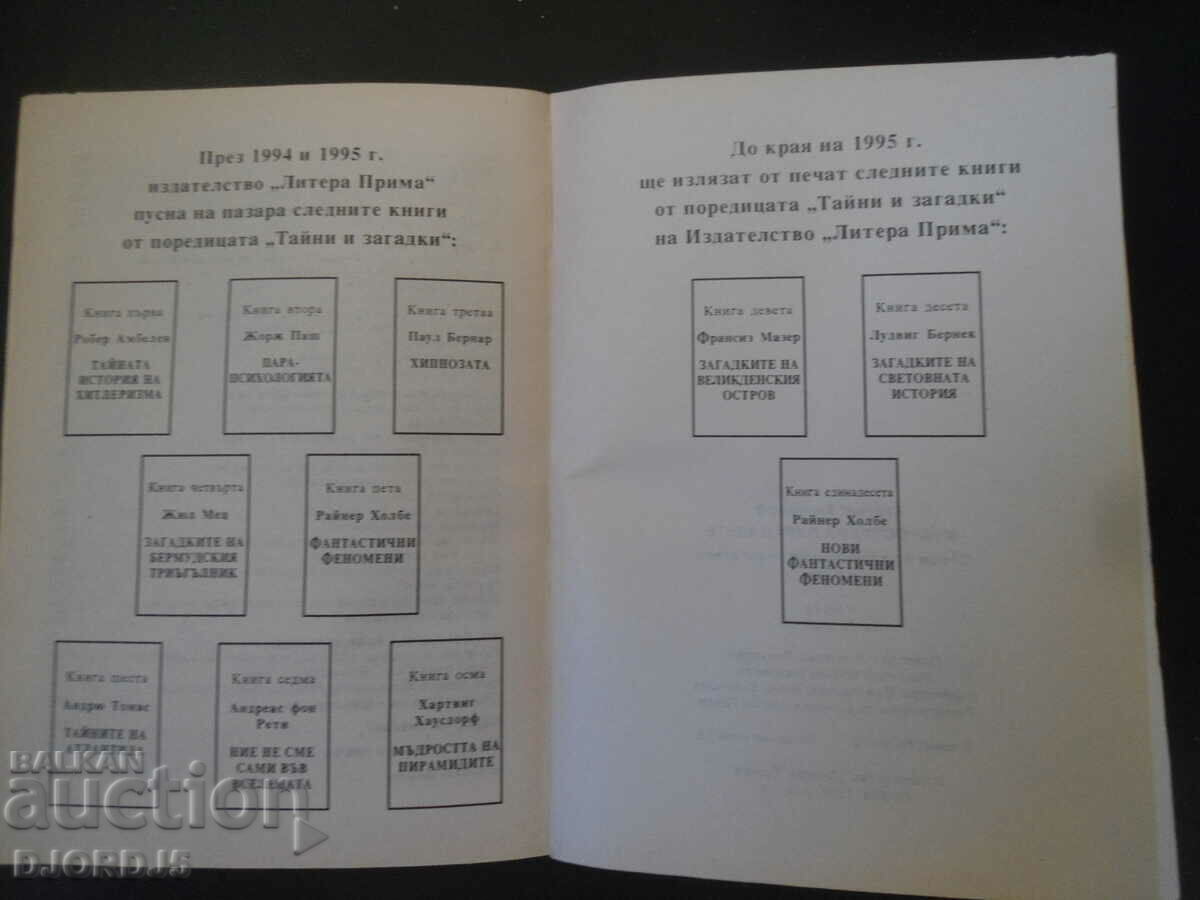 През 1994 и 1995 г.
издателство „Литера Прима“
пусна на пазара следните книги
от поредицата „Тайни и загадки“:
Книга първа
Робер Амбелен
ТАЙНАТА
ИСТОРИЯ НА
ХИТЛЕРИЗМА
Книга втора
Жорж Паш
ПАРА-
ПСИХОЛОГИЯТА
Книга третаа
Паул Бернар
ХИПНОЗАТА
Книга четвърта
Жил Мец
ЗАГАДКИТЕ НА
БЕРМУДСКИЯ
ТРИЪГЪЛНИК
Книга пета
Райнер Холбе
ФАНТАСТИЧНИ
ФЕНОМЕНИ
Книга шеста
Андрю Томас
ТАЙНИТЕ НА
АТЛАНТИДА
Книга седма
Андреас фон
Рети
НИЕ НЕ СМЕ
САМИ ВЪВ
ВСЕЛЕНАТА
Книга осма
Хартвиг
Хаусдорф
МЪДРОСТТА НА
ПИРАМИДИТЕ
До края на 1995 г.
ще излязат от печат следните книги
от поредицата „Тайни и загадки“
на Издателство „Литера Прима“:
Книга девета
Франсиз Мазер
ЗАГАДКИТЕ НА
ВЕЛИКДЕНСКИЯ
ОСТРОВ
Книга десета
Лудвиг Бернек
ЗАГАДКИТЕ НА
СВЕТОВНАТА
ИСТОРИЯ
Книга единадесета
Райнер Холбе
НОВИ
ФАНТАСТИЧНИ
ФЕНОМЕНИ
BALKAN
auction
DJORDJ5